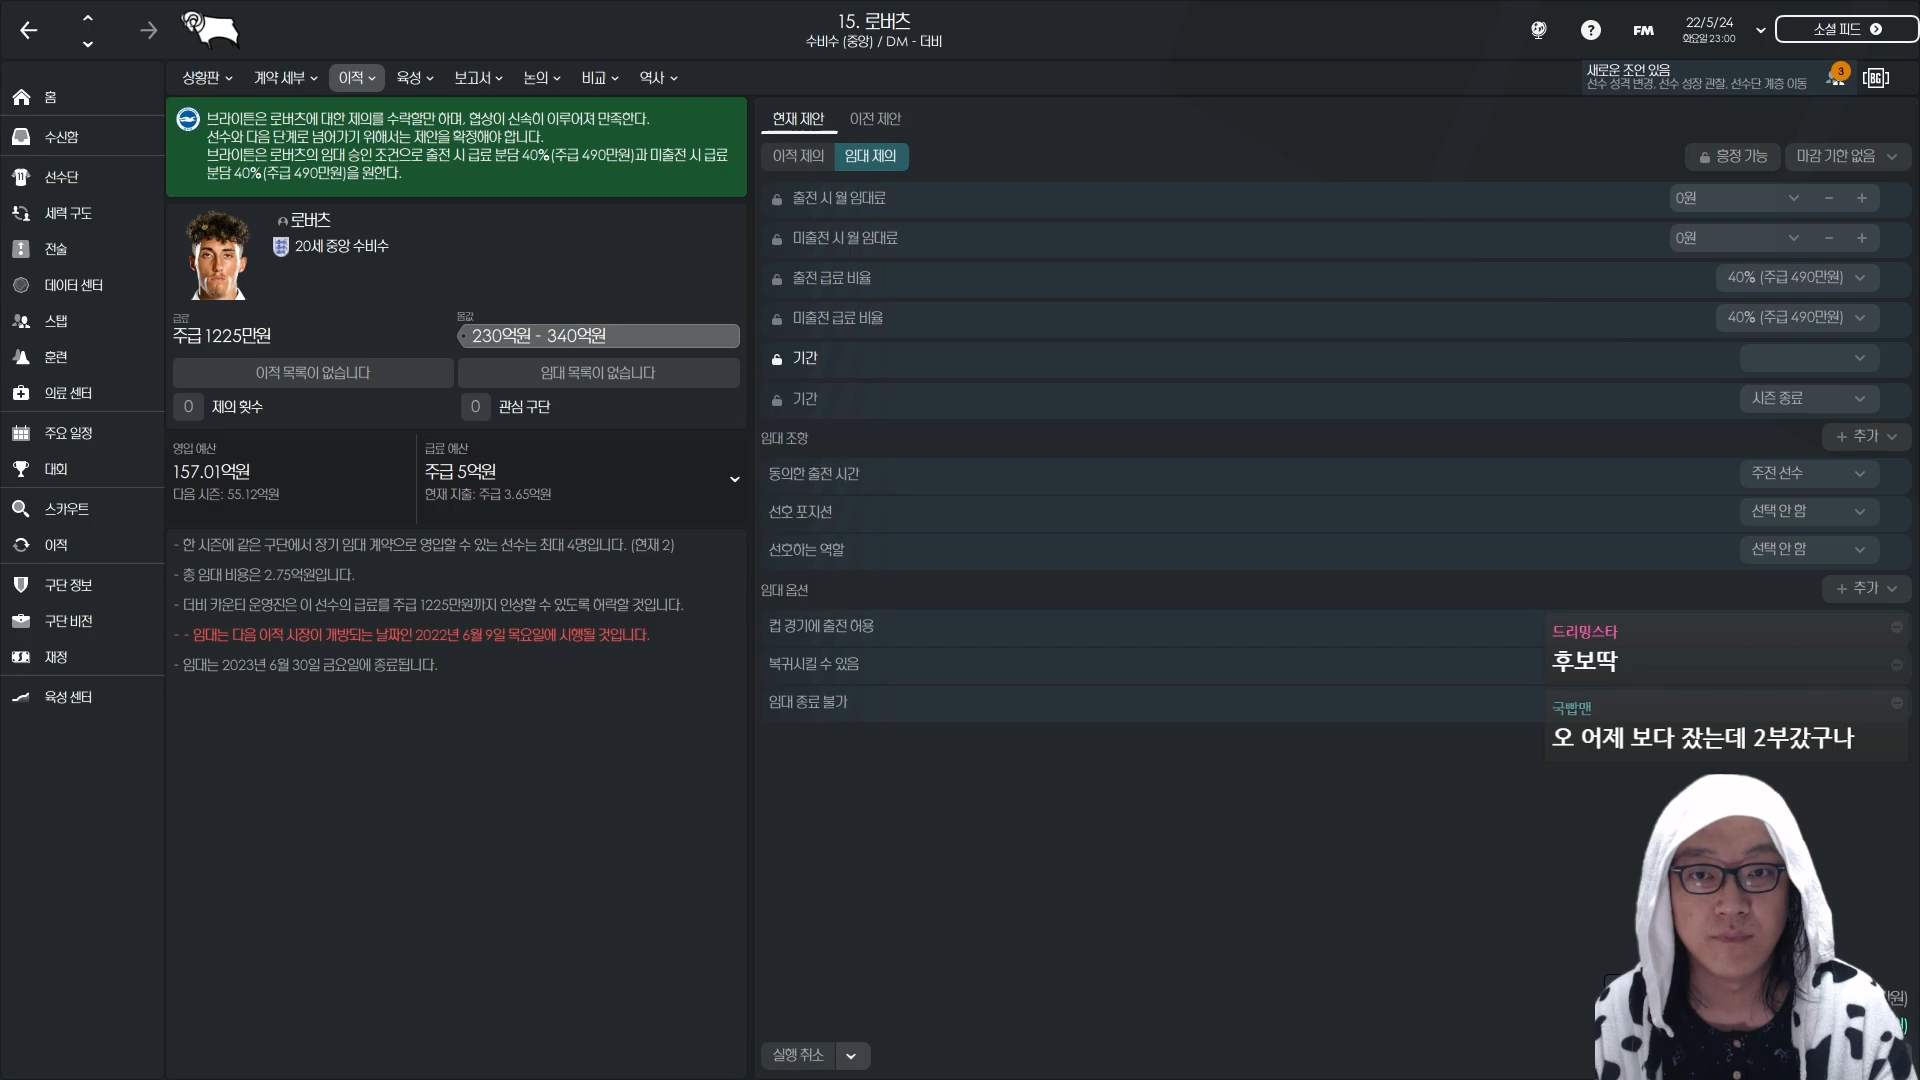 15. 로버츠
수비수 (중앙) / DM - 더비
FM
22/5/24
화요일 23:00
소셜 피드
상황판
계약 세부
이적
육성
보고서
논의
비교
역사
새로운 조언 있음
선수 성격 변경, 선수 성장 관찰, 선수단 계층 이동
3
홈
수신함
선수단
세력 구도
전술
데이터 센터
스탭
훈련
의료 센터
주요 일정
대회
스카우트
이적
구단 정보
구단 비전
재정
육성 센터
브라이튼은 로버츠에 대한 제의를 수락할만 하며, 협상이 신속이 이루어져 만족한다.
선수와 다음 단계로 넘어가기 위해서는 제안을 확정해야 합니다.
브라이튼은 로버츠의 임대 승인 조건으로 출전 시 급료 분담 40%(주급 490만원)과 미출전 시 급료
분담 40%(주급 490만원)을 원한다.
로버츠
20세 중앙 수비수
급료
주급 1225만원
몸값
230억원 - 340억원
이적 목록이 없습니다
임대 목록이 없습니다
0 제의 횟수
0 관심 구단
영입 예산
157.01억원
다음 시즌: 55.12억원
급료 예산
주급 5억원
현재 지출: 주급 3.65억원
- 한 시즌에 같은 구단에서 장기 임대 계약으로 영입할 수 있는 선수는 최대 4명입니다. (현재 2)
- 총 임대 비용은 2.75억원입니다.
- 더비 카운티 운영진은 이 선수의 급료를 주급 1225만원까지 인상할 수 있도록 허락할 것입니다.
- - 임대는 다음 이적 시장이 개방되는 날짜인 2022년 6월 9일 목요일에 시행될 것입니다.
- 임대는 2023년 6월 30일 금요일에 종료됩니다.
현재 제안
이전 제안
이적 제의
임대 제의
흥정 가능
마감 기한 없음
출전 시 월 임대료
0원
미출전 시 월 임대료
0원
출전 급료 비율
40% (주급 490만원)
미출전 급료 비율
40% (주급 490만원)
기간
기간
시즌 종료
임대 조항
+ 추가
동의한 출전 시간
주전 선수
선호 포지션
선택 안 함
선호하는 역할
선택 안 함
임대 옵션
+ 추가
컵 경기에 출전 허용
복귀시킬 수 있음
임대 종료 불가
드리밍스타
후보딱
국빱맨
오 어제 보다 잤는데 2부갔구나
실행 취소